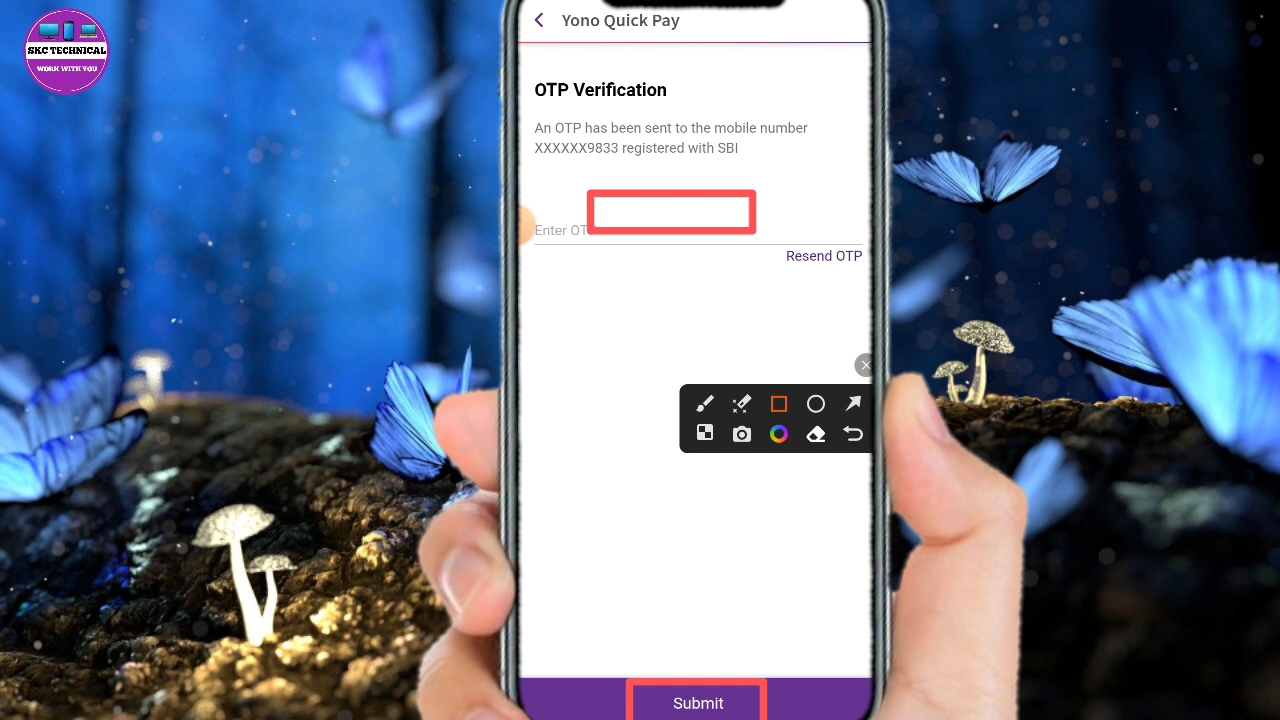 SKC TECHNICAL
WORK WITH YOU
Yono Quick Pay
OTP Verification
An OTP has been sent to the mobile number
XXXXXX9833 registered with SBI
Enter OT
Resend OTP
Submit